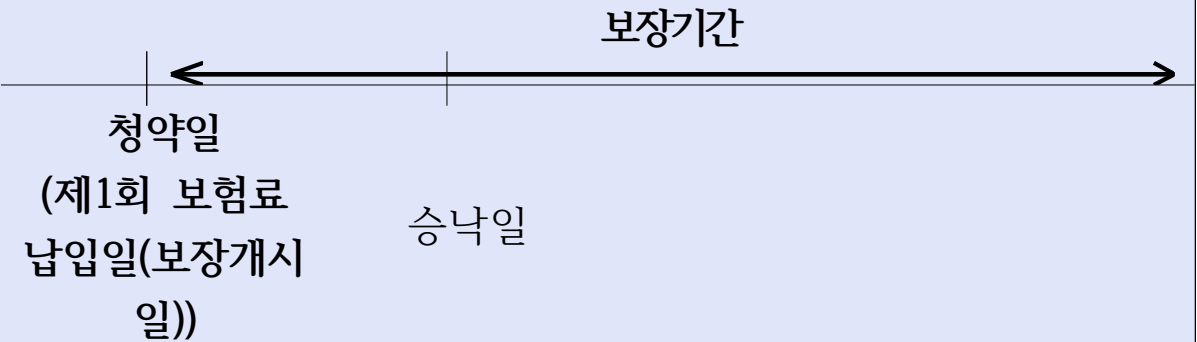 보장기간
청약일
(제1회 보험료
납입일(보장개시
일))
승낙일